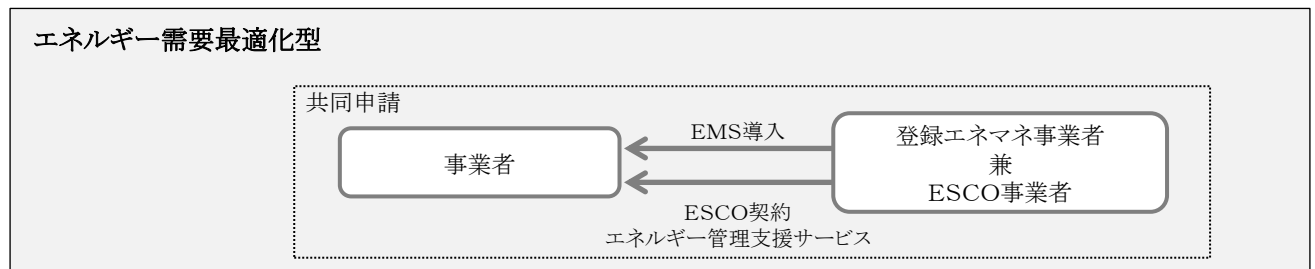 エネルギー需要最適化型
共同申請
事業者
EMS導入
登録エネマネ事業者
兼
ESCO事業者
ESCO契約
エネルギー管理支援サービス